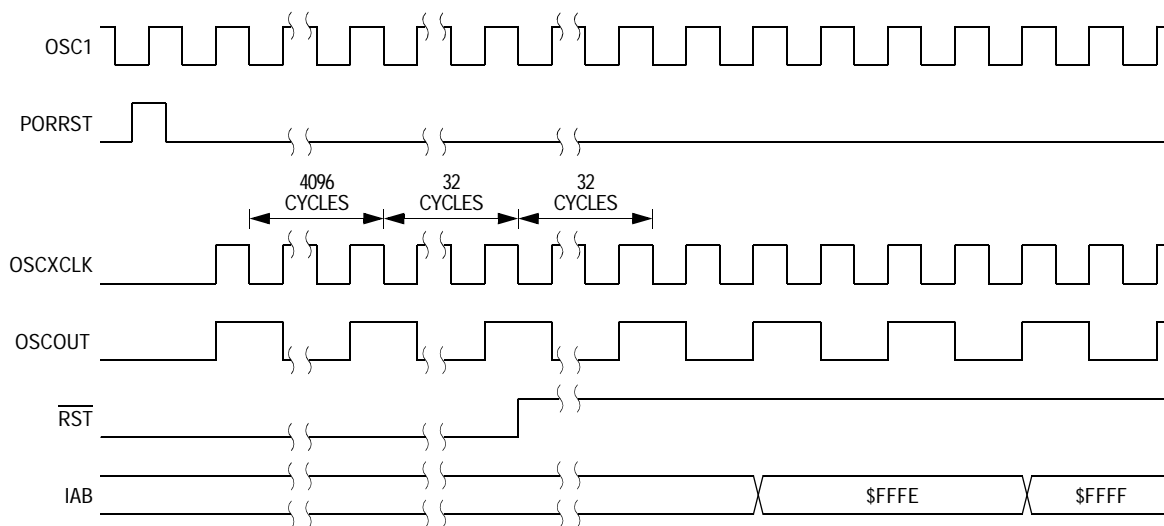 OSC1
PORRST
4096
CYCLES
32
CYCLES
32
CYCLES
OSCXCLK
OSCOUT
RST
IAB
$FFFE
$FFFF